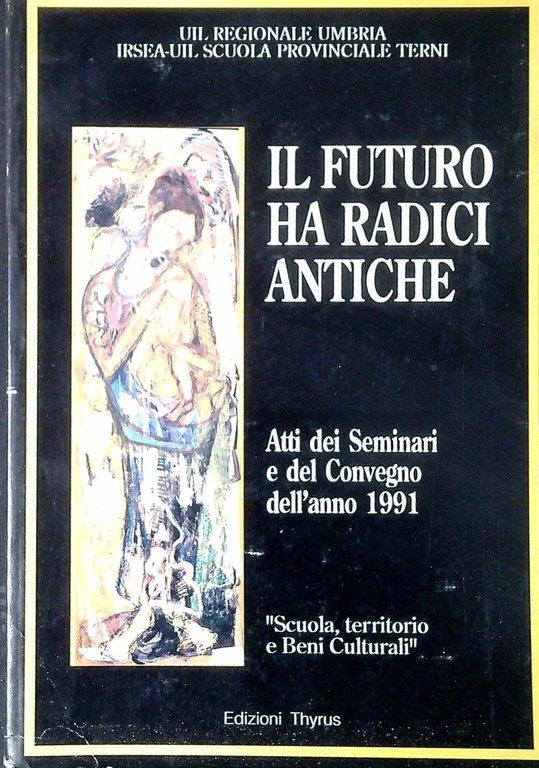 UIL REGIONALE UMBRIA
IRSEA-UIL SCUOLA PROVINCIALE TERNI
IL FUTURO
HA RADICI
ANTICHE
Atti dei Seminari
e del Convegno
dell'anno 1991
"Scuola, territorio
e Beni Culturali"
Edizioni Thyrus